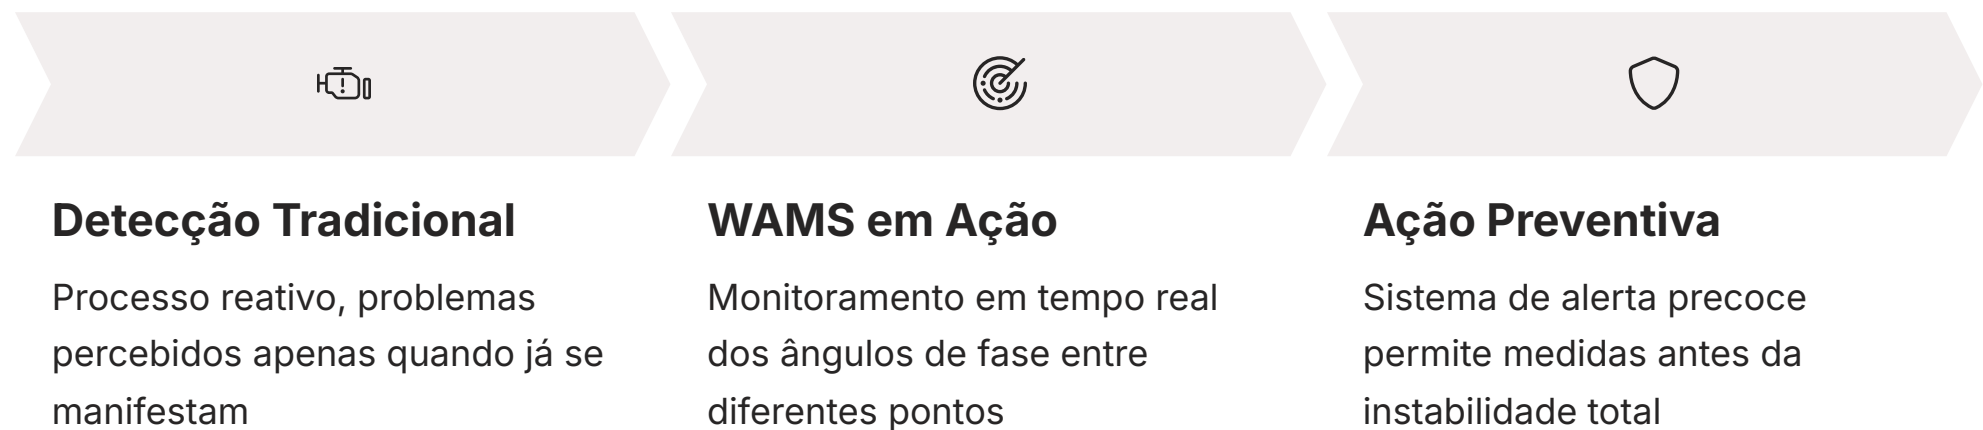 Detecção Tradicional
Processo reativo, problemas
percebidos apenas quando já se
manifestam
WAMS em Ação
Monitoramento em tempo real
dos ângulos de fase entre
diferentes pontos
Ação Preventiva
Sistema de alerta precoce
permite medidas antes da
instabilidade total